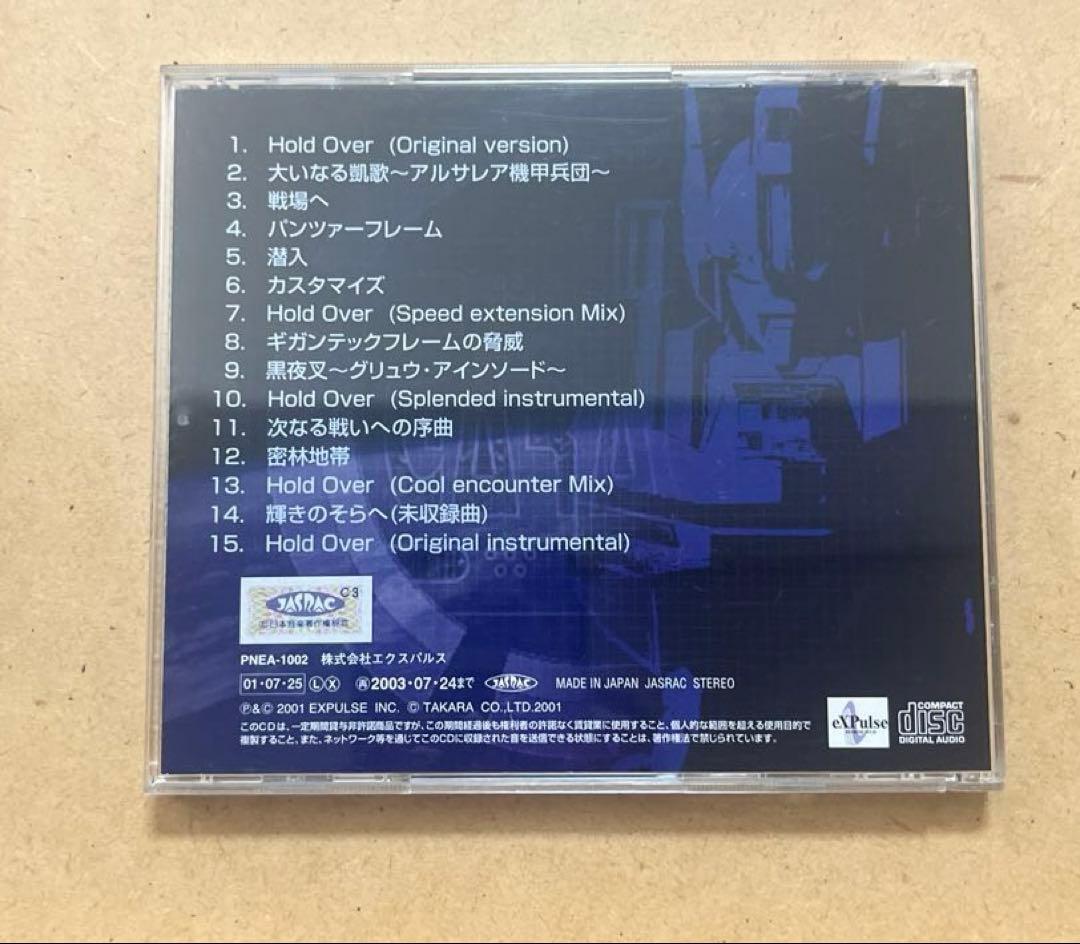 1. Hold Over (Original version)
2. 大いなる凱歌～アルサレア機甲兵団～
3. 戦場へ
4. パンツァーフレーム
5. 潜入
6. カスタマイズ
7. Hold Over (Speed extension Mix)
8. ギガンテックフレームの脅威
9. 黒夜叉～グリュウ・アインソード～
10. Hold Over (Splended instrumental)
11. 次なる戦いへの序曲
12. 密林地帯
13. Hold Over (Cool encounter Mix)
14. 輝きのそらへ(未収録曲)
15. Hold Over (Original instrumental)
JASRAC C3
日本音楽著作権協会
PNEA-1002 株式会社エクスパルス
01・07・25 Ⓛ Ⓧ 再2003・07・24まで JASRAC MADE IN JAPAN JASRAC STEREO
Ⓟ&© 2001 EXPULSE INC. © TAKARA CO.,LTD.2001
このCDは、一定期間貸与非許諾商品ですが、この期間経過後も権利者の許諾なく賃貸業に使用すること、個人的な範囲を超える使用目的で
複製すること、また、ネットワーク等を通じてこのCDに収録された音を送信できる状態にすることは、著作権法で禁じられています。
eXPulse
COMPACT
disc
DIGITAL AUDIO